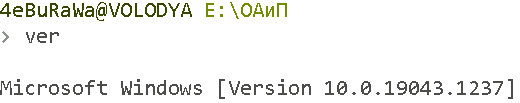 4eBuRaWa@VOLODYA E:\ОАиП
> ver
Microsoft Windows [Version 10.0.19043.1237]